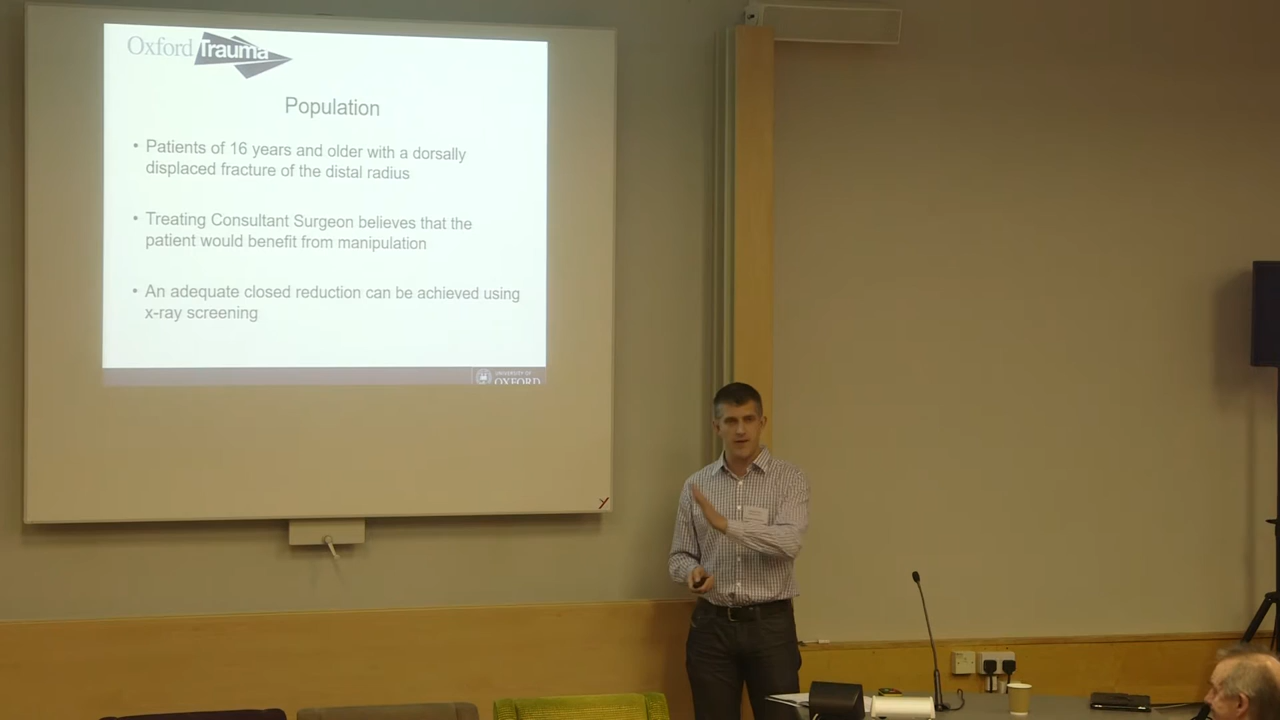 Oxford Trauma
Population
• Patients of 16 years and older with a dorsally
displaced fracture of the distal radius
• Treating Consultant Surgeon believes that the
patient would benefit from manipulation
• An adequate closed reduction can be achieved using
x-ray screening
UNIVERSITY OF
OXFORD